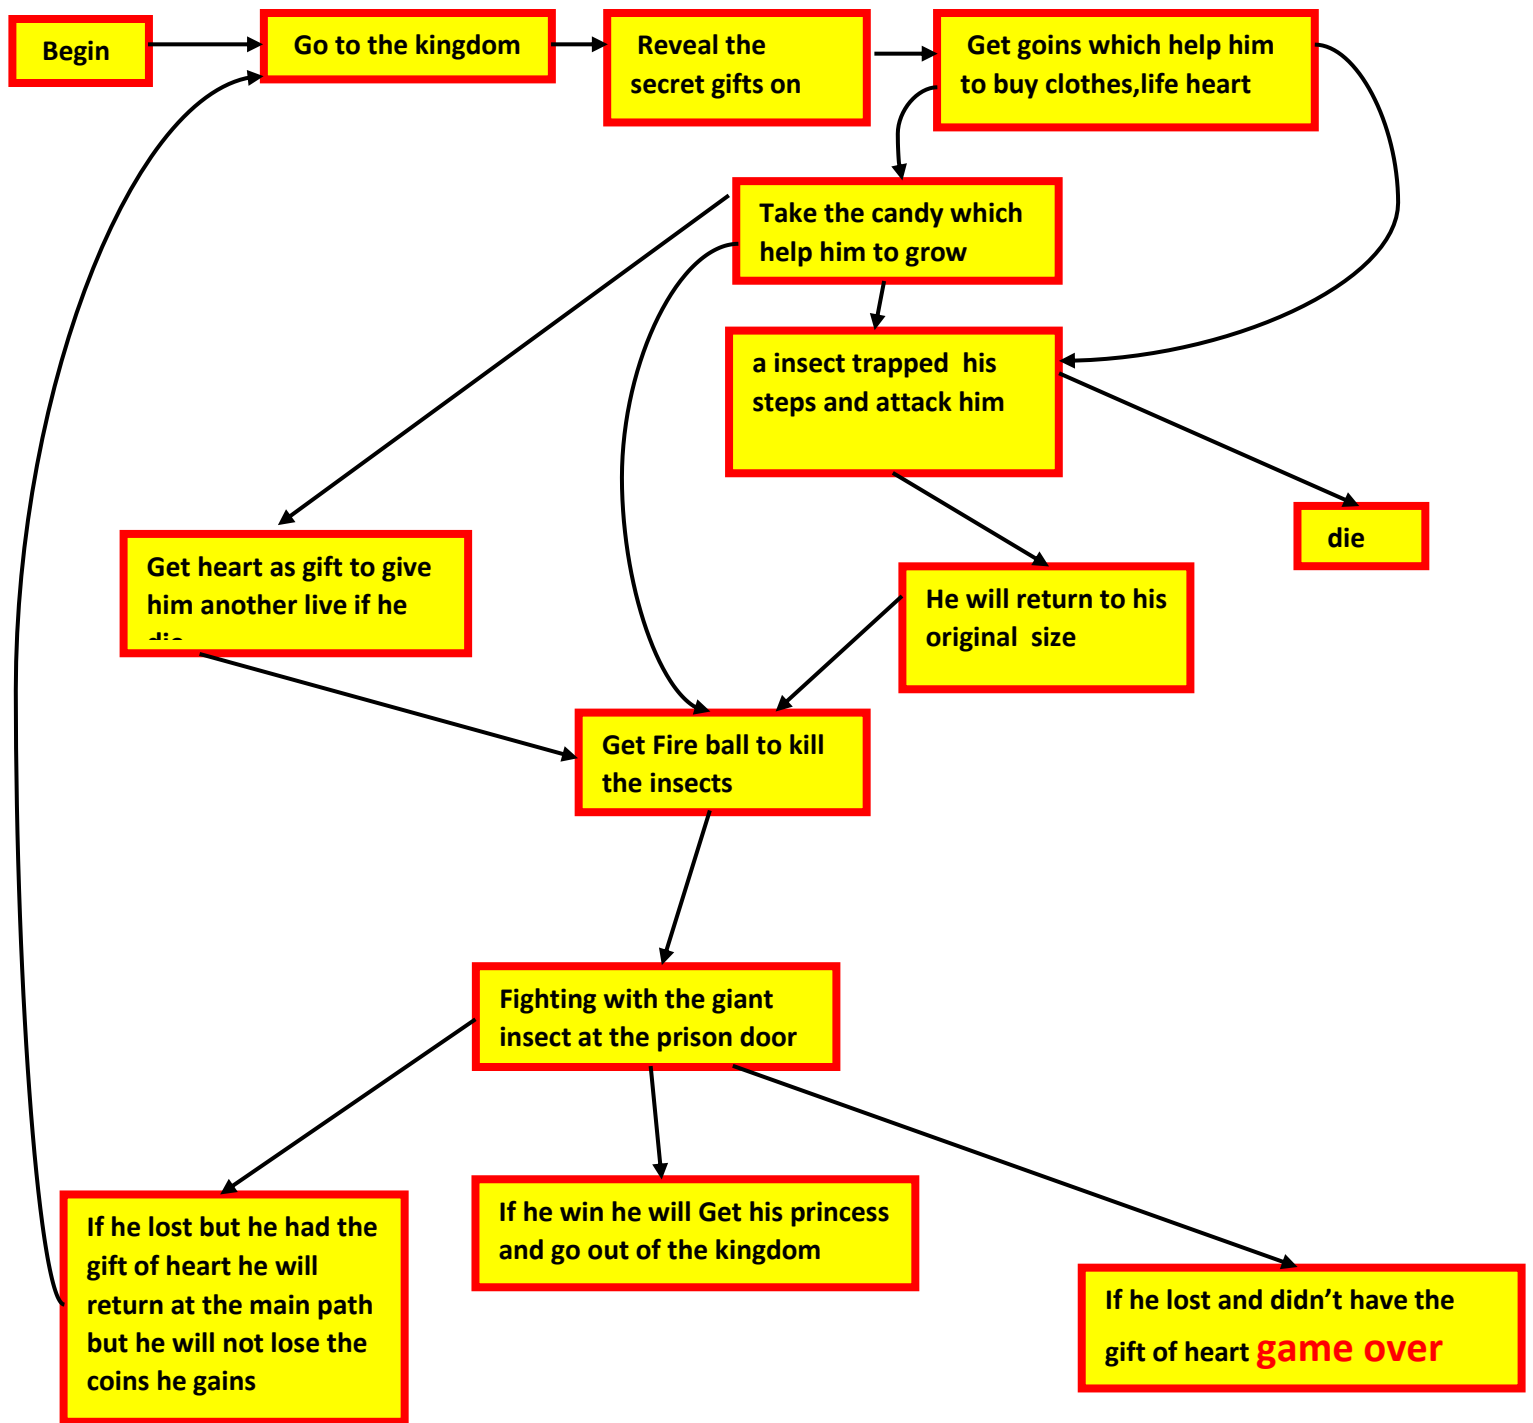 Begin
Go to the kingdom
Reveal the
secret gifts on
Get goins which help him
to buy clothes,life heart
Take the candy which
help him to grow
a insect trapped his
steps and attack him
die
Get heart as gift to give
him another live if he
He will return to his
original size
Get Fire ball to kill
the insects
Fighting with the giant
insect at the prison door
If he lost but he had the
gift of heart he will
return at the main path
but he will not lose the
coins he gains
If he win he will Get his princess
and go out of the kingdom
If he lost and didn’t have the
gift of heart game over